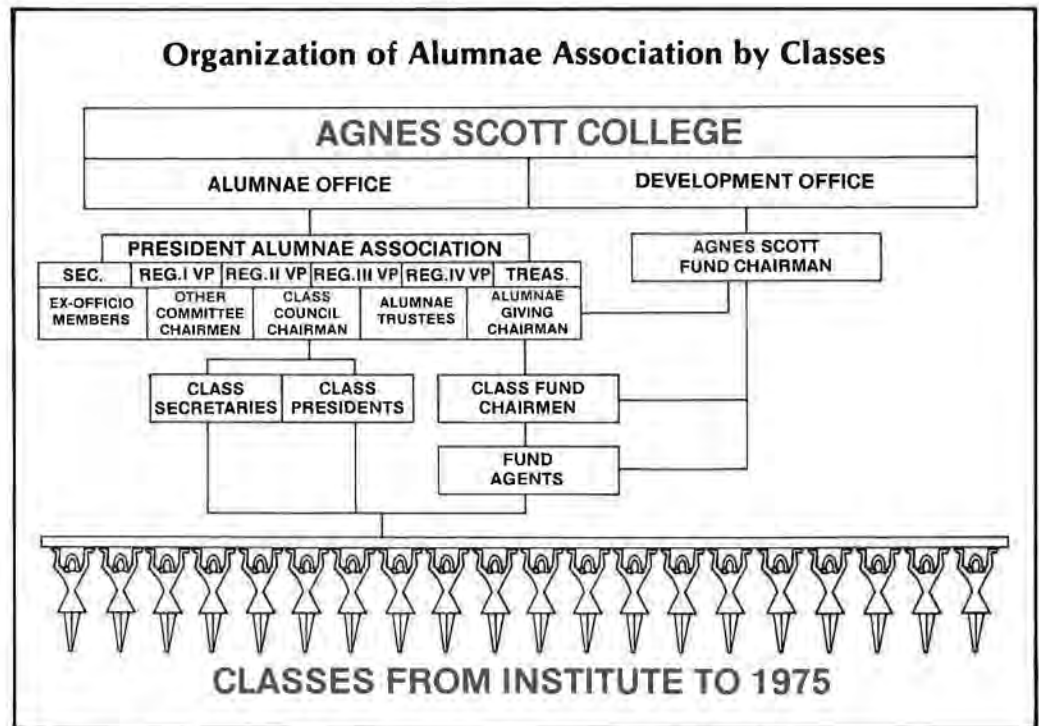 Organization of Alumnae Association by Classes
AGNES SCOTT COLLEGE
ALUMNAE OFFICE
DEVELOPMENT OFFICE
PRESIDENT ALUMNAE ASSOCIATION
SEC.
REG.I VP
REG.II VP
REG.III VP
REG.IV VP
TREAS.
EX-OFFICIO
MEMBERS
OTHER
COMMITTEE
CHAIRMEN
CLASS
COUNCIL
CHAIRMAN
ALUMNAE
TRUSTEES
ALUMNAE
GIVING
CHAIRMAN
AGNES SCOTT
FUND CHAIRMAN
CLASS
SECRETARIES
CLASS
PRESIDENTS
CLASS FUND
CHAIRMEN
FUND
AGENTS
CLASSES FROM INSTITUTE TO 1975